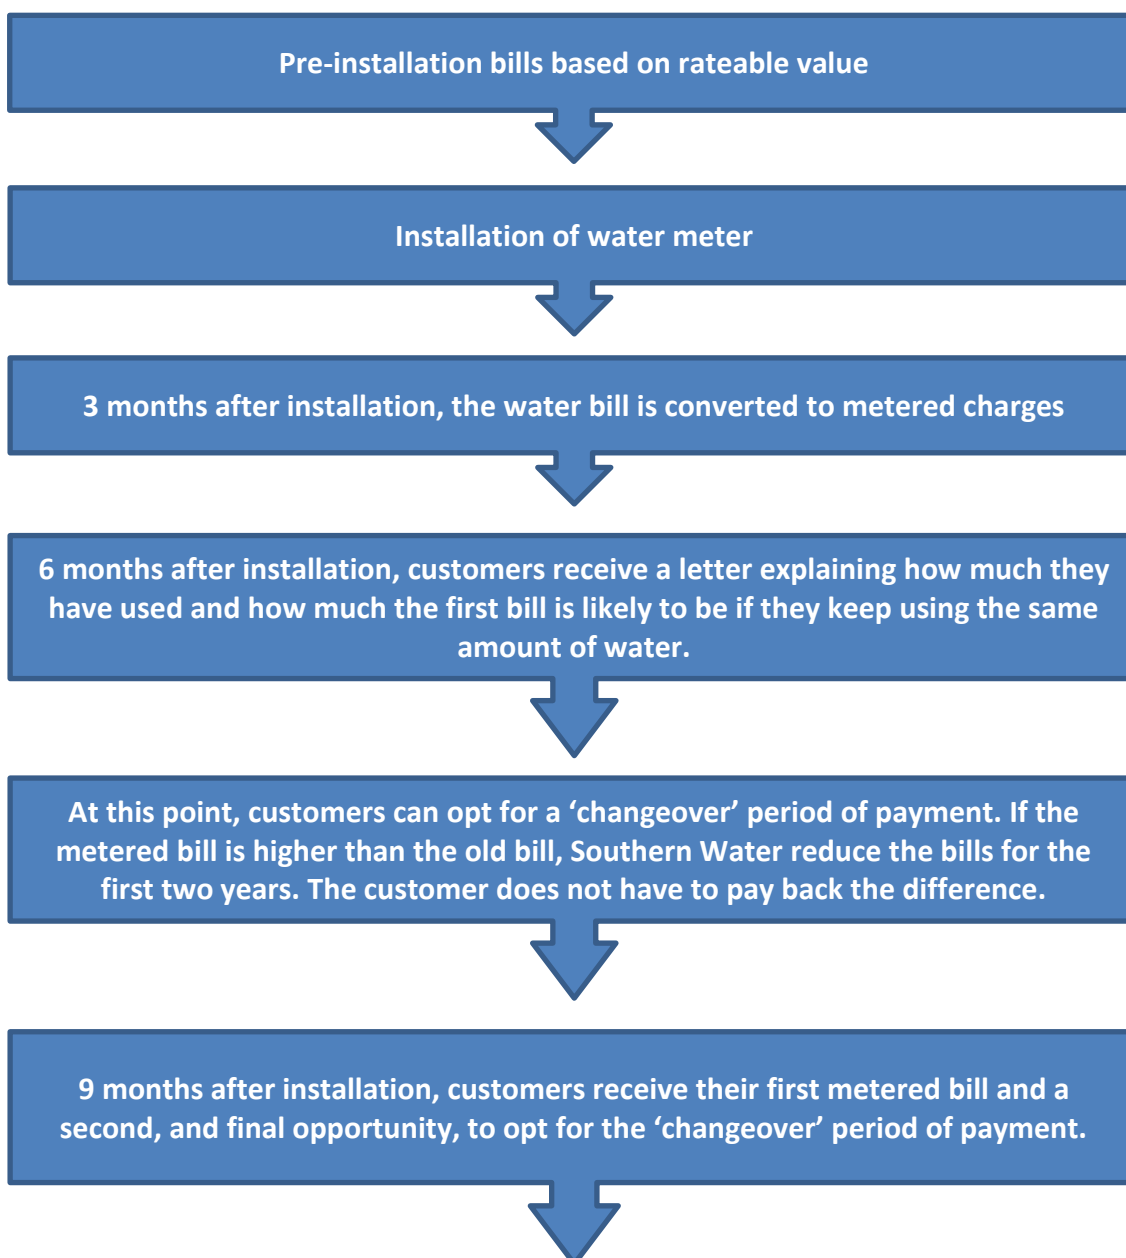 Pre-installation bills based on rateable value
Installation of water meter
3 months after installation, the water bill is converted to metered charges
6 months after installation, customers receive a letter explaining how much they
have used and how much the first bill is likely to be if they keep using the same
amount of water.
At this point, customers can opt for a ‘changeover’ period of payment. If the
metered bill is higher than the old bill, Southern Water reduce the bills for the
first two years. The customer does not have to pay back the difference.
9 months after installation, customers receive their first metered bill and a
second, and final opportunity, to opt for the ‘changeover’ period of payment.